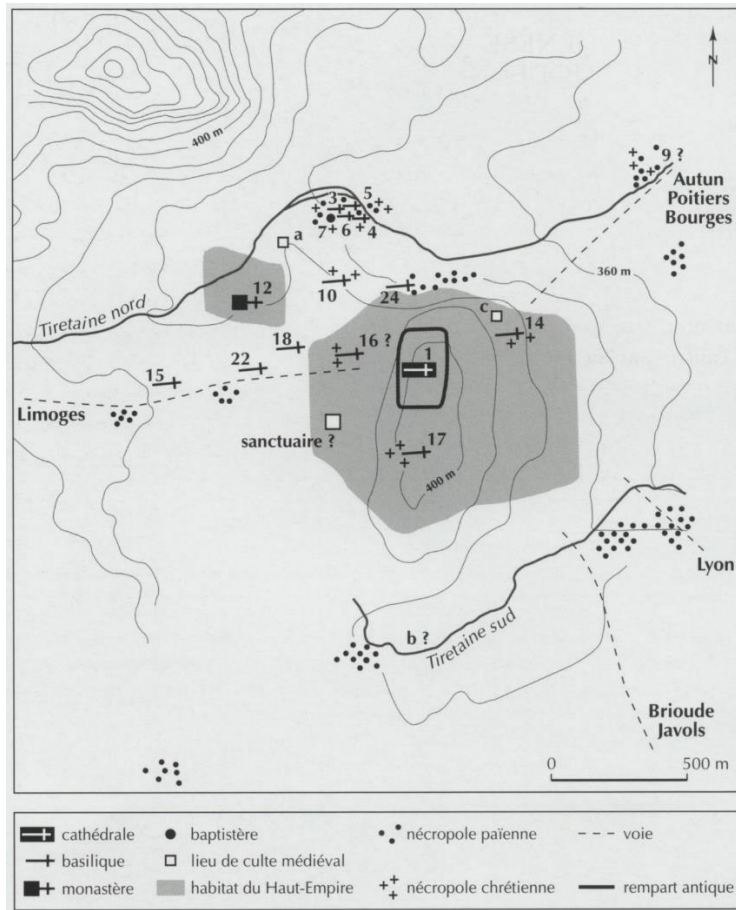 N
400 m
9 ?
Autun
Poitiers
Bourges
3 5
7 6 4
a
360 m
12
10
24
c
14
Tiretaine nord
18
16 ?
1
15
22
Limoges
sanctuaire ?
17
400 m
Lyon
b ?
Tiretaine sud
Brioude
Javols
0 500 m
cathédrale baptistère nécropole païenne voie
basilique lieu de culte médiéval
monastère habitat du Haut-Empire nécropole chrétienne rempart antique